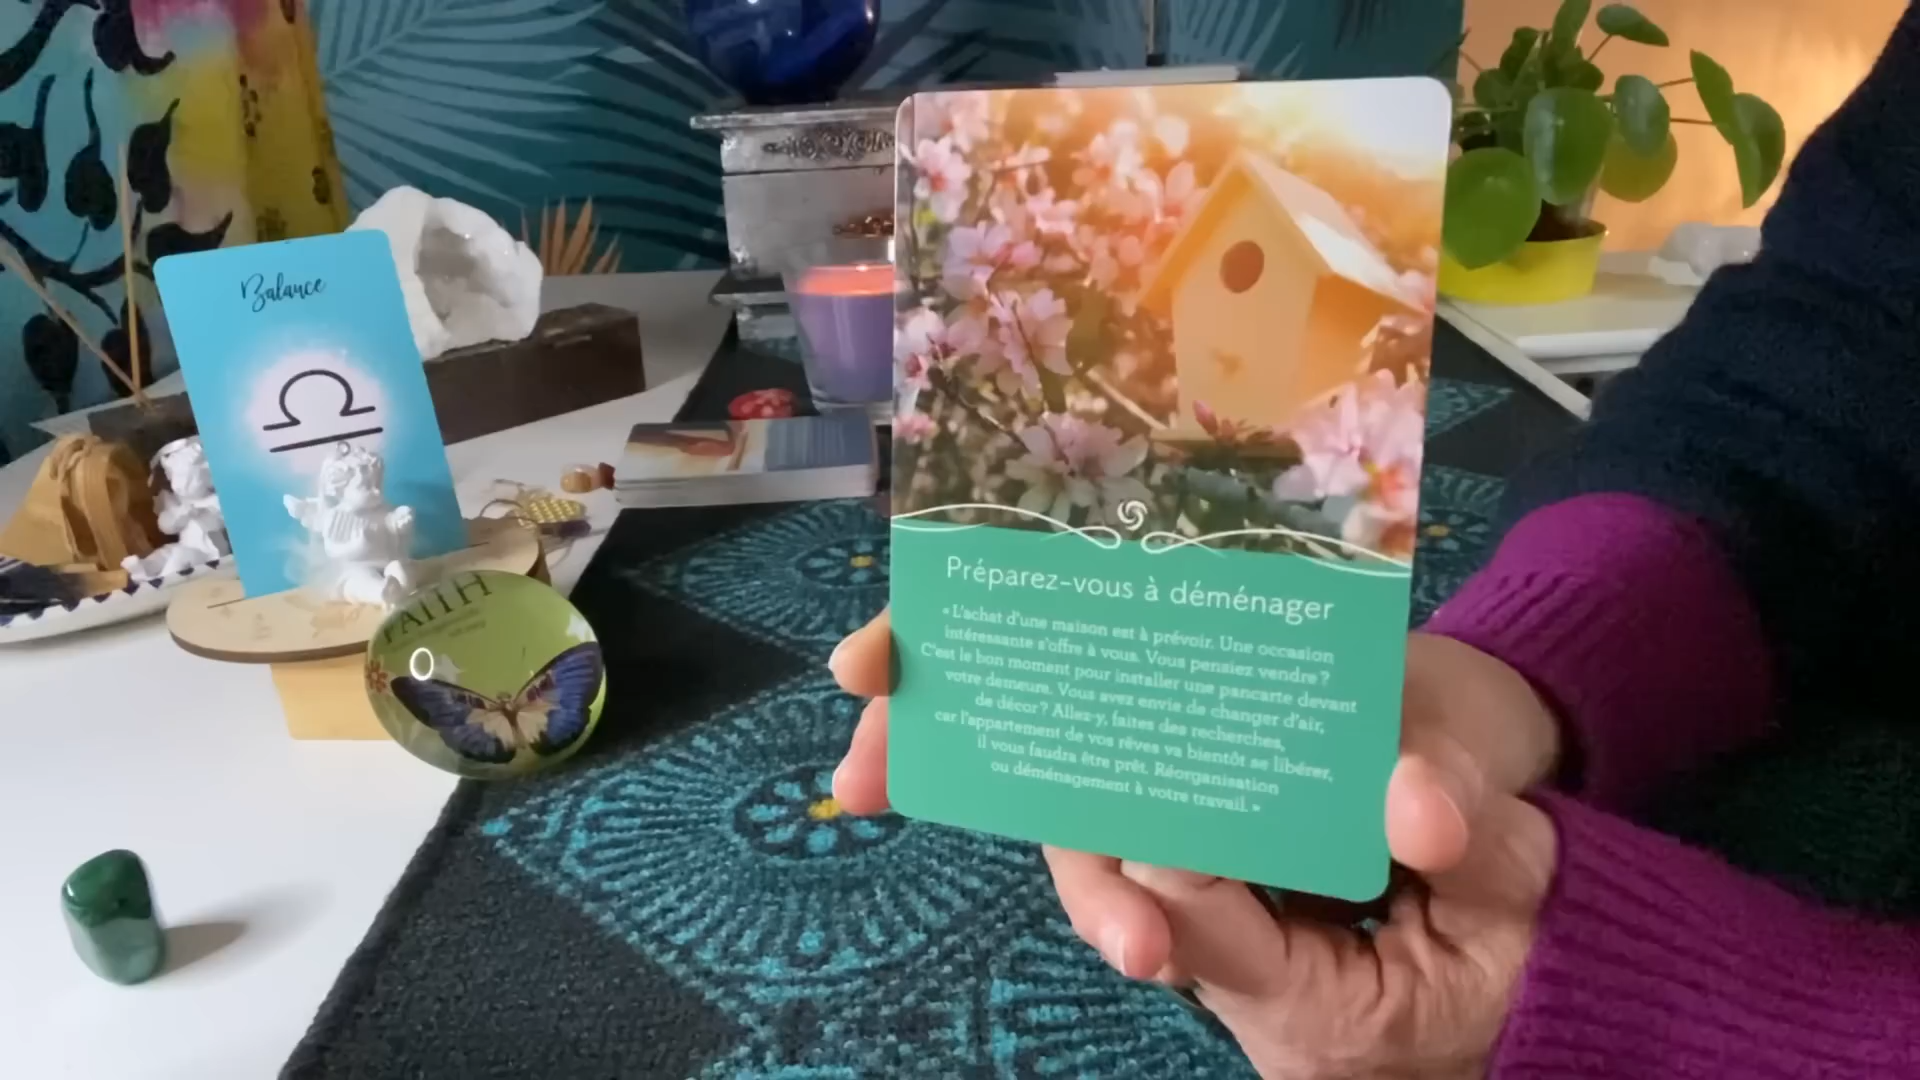 Balance
FAITH
Préparez-vous à déménager
« L'achat d'une maison est à prévoir. Une occasion
intéressante s'offre à vous. Vous pensiez vendre ?
C'est le bon moment pour installer une pancarte devant
votre demeure. Vous avez envie de changer d'air,
de décor ? Allez-y, faites des recherches,
car l'appartement de vos rêves va bientôt se libérer,
il vous faudra être prêt. Réorganisation
ou déménagement à votre travail. »